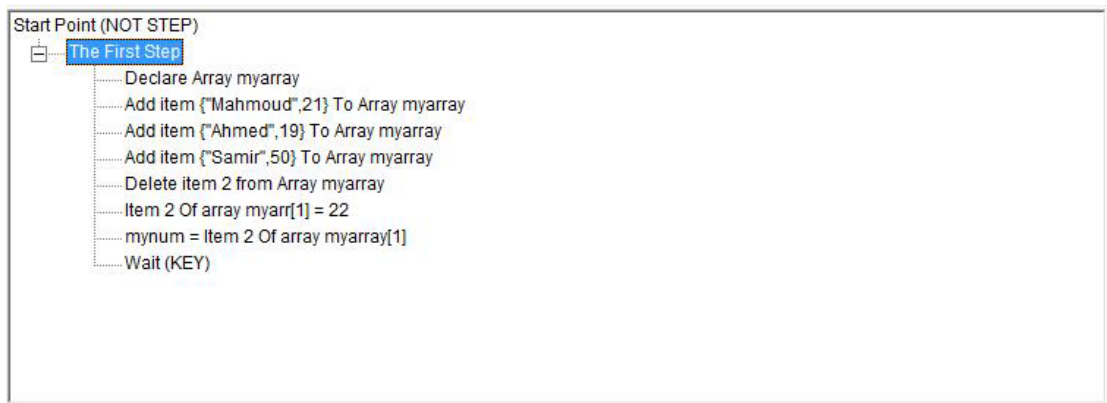 Start Point (NOT STEP)
The First Step
Declare Array myarray
Add item {"Mahmoud",21} To Array myarray
Add item {"Ahmed",19} To Array myarray
Add item {"Samir",50} To Array myarray
Delete item 2 from Array myarray
Item 2 Of array myarr[1] = 22
mynum = Item 2 Of array myarray[1]
Wait (KEY)